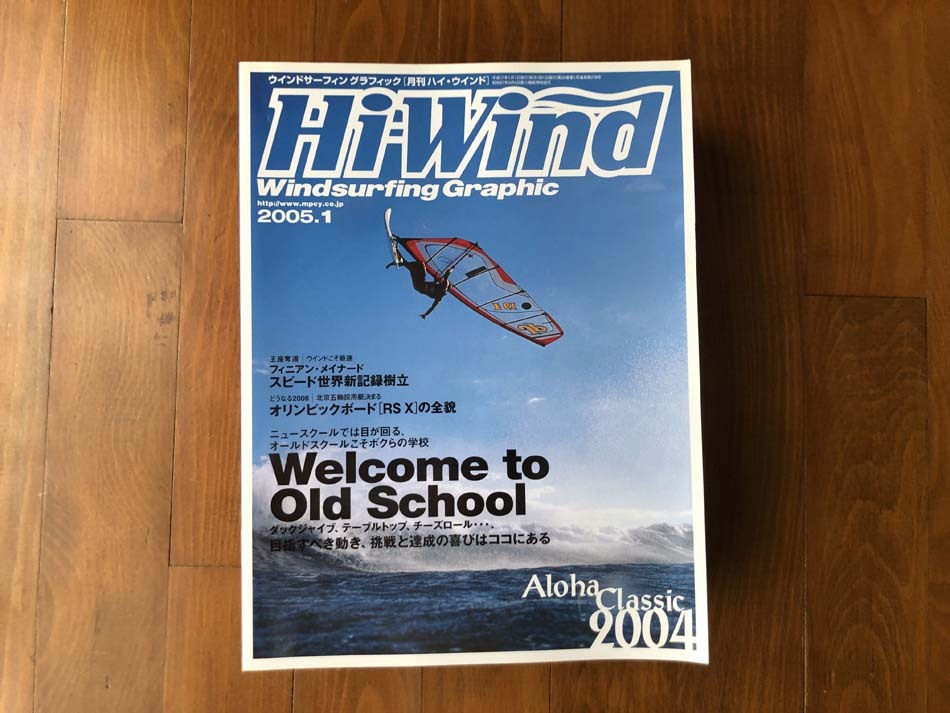 ウインドサーフィン グラフィック［月刊 ハイ・ウインド］
Hi-Wind
Windsurfing Graphic
http://www.mpcy.co.jp
2005.1
王座奪還｜ウインドこそ最速
フィニアン・メイナード
スピード世界新記録樹立
どうなる2008｜北京五輪採用艇決まる
オリンピックボード［RS X］の全貌
ニュースクールでは目が回る、
オールドスクールこそボクらの学校
Welcome to
Old School
ダックジャイブ、テーブルトップ、チーズロール･･･、
目指すべき動き、挑戦と達成の喜びはココにある
Aloha
Classic
2004